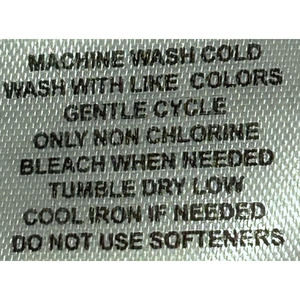 MACHINE WASH COLD
WASH WITH LIKE COLORS
GENTLE CYCLE
ONLY NON CHLORINE
BLEACH WHEN NEEDED
TUMBLE DRY LOW
COOL IRON IF NEEDED
DO NOT USE SOFTENERS